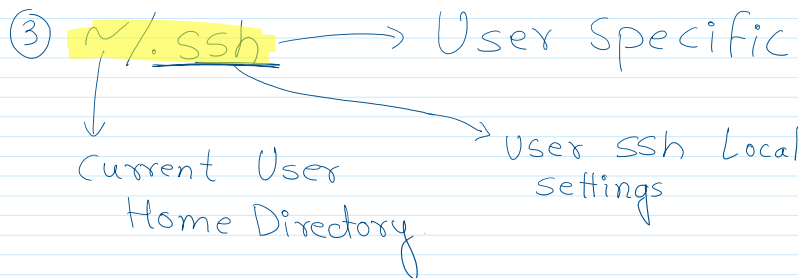 ③ ~/.ssh → User Specific
Current User
Home Directory.
User ssh Local
settings